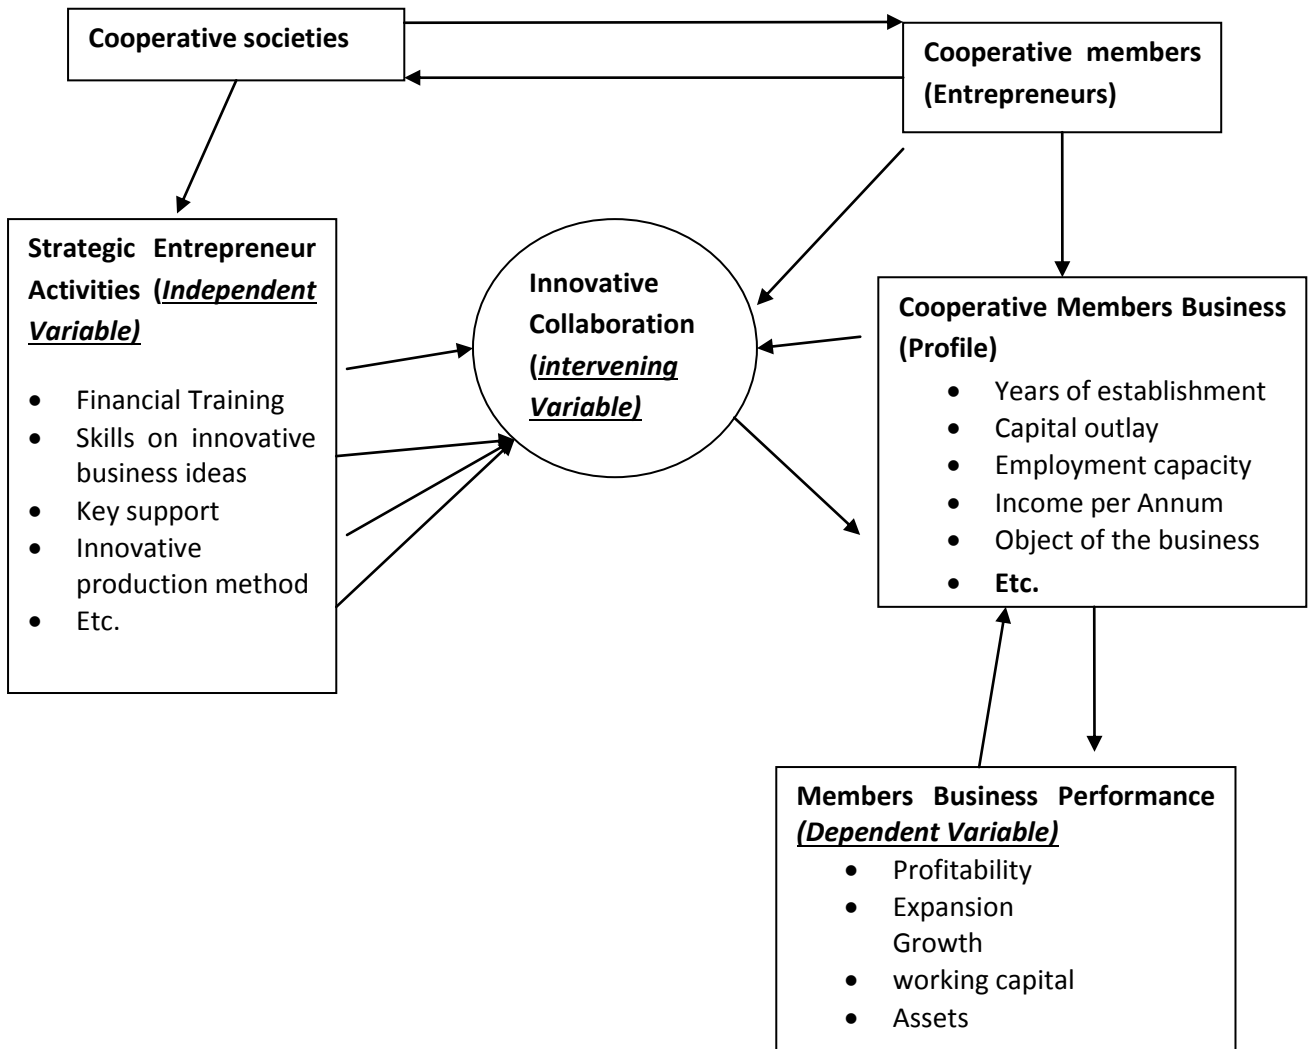 Cooperative societies
Cooperative members
(Entrepreneurs)
Strategic Entrepreneur
Activities (Independent
Variable)
• Financial Training
• Skills on innovative
business ideas
• Key support
• Innovative
production method
• Etc.
Innovative
Collaboration
(intervening
Variable)
Cooperative Members Business
(Profile)
• Years of establishment
• Capital outlay
• Employment capacity
• Income per Annum
• Object of the business
• Etc.
Members Business Performance
(Dependent Variable)
• Profitability
• Expansion
Growth
• working capital
• Assets